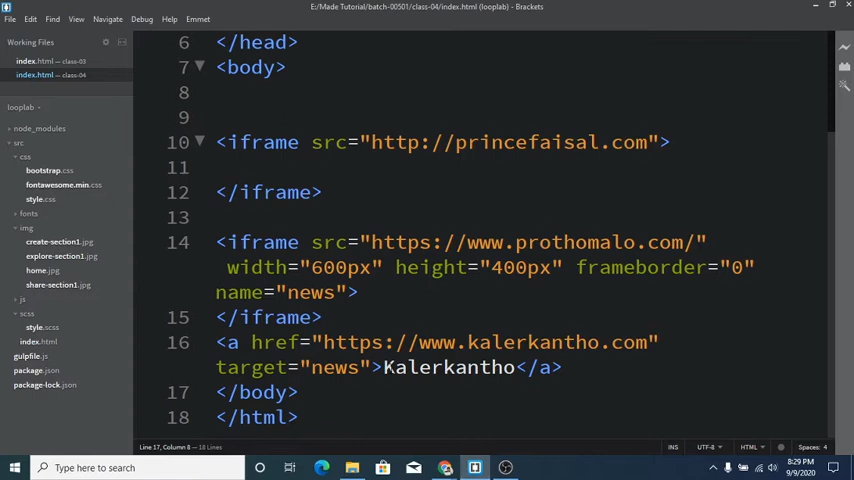 E:/Made Tutorial/batch-00501/class-04/index.html (looplab) - Brackets
File Edit Find View Navigate Debug Help Emmet
Working Files
index.html — class-03
index.html — class-04
looplab
node_modules
src
css
bootstrap.css
fontawesome.min.css
style.css
fonts
img
create-section1.jpg
explore-section1.jpg
home.jpg
share-section1.jpg
js
scss
style.scss
index.html
gulpfile.js
package.json
package-lock.json
6 </head>
7 <body>
8
9
10 <iframe src="http://princefaisal.com">
11
12 </iframe>
13
14 <iframe src="https://www.prothomalo.com/"
width="600px" height="400px" frameborder="0"
name="news">
15 </iframe>
16 <a href="https://www.kalerkantho.com"
target="news">Kalerkantho</a>
17 </body>
18 </html>
Line 17, Column 8 — 18 Lines
INS UTF-8 HTML Spaces: 4
Type here to search
8:29 PM
9/9/2020